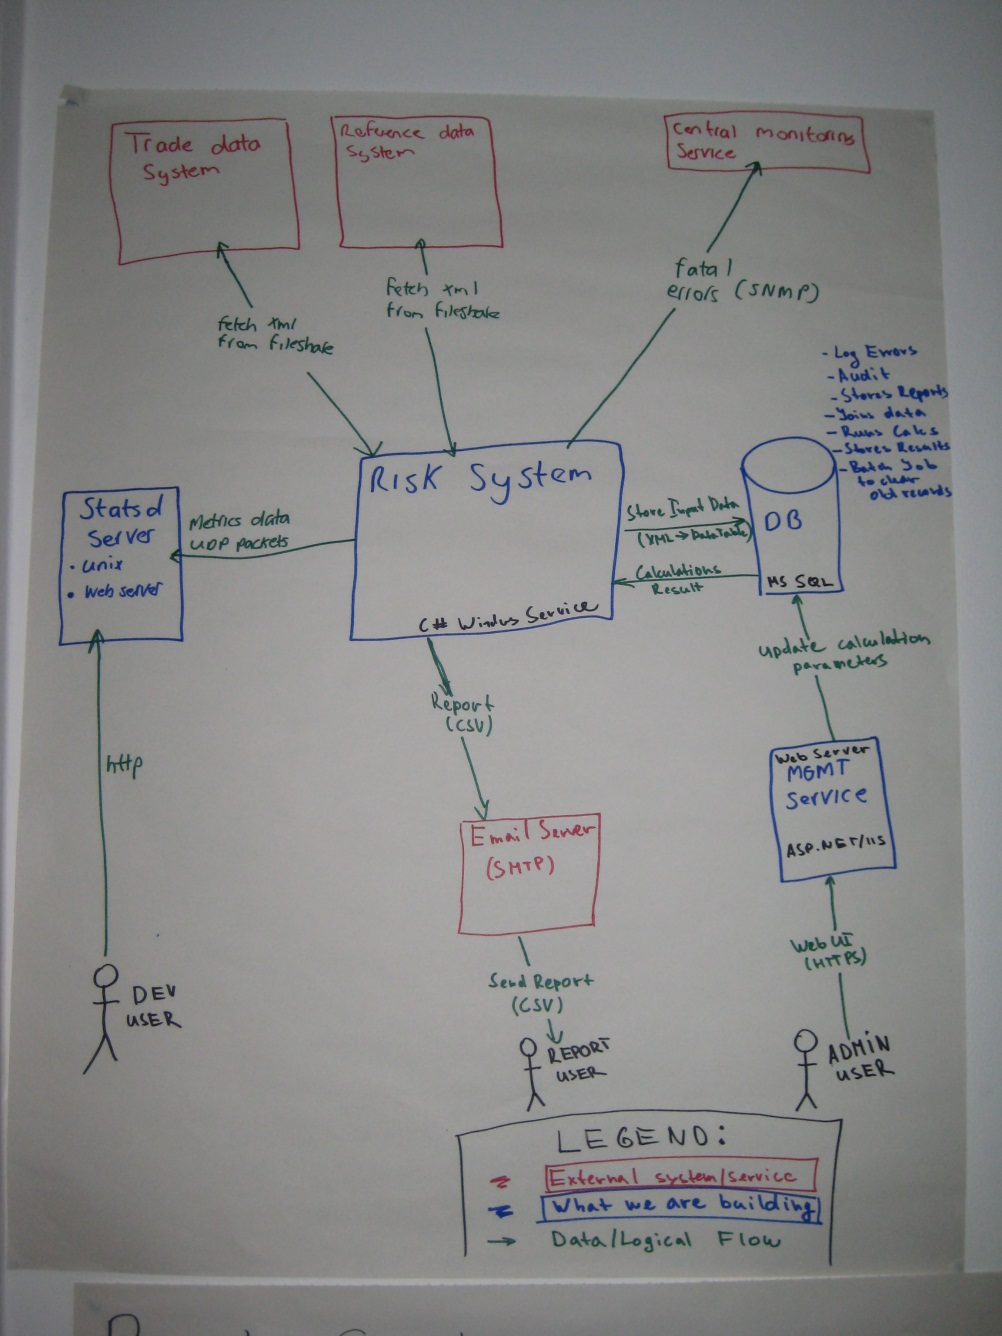 Trade data
System
Reference data
System
Central monitoring
Service
fetch xml
from fileshare
fetch xml
from fileshare
fatal
errors (SNMP)
- Log Errors
- Audit
- Stores Reports
- Joins data
- Runs Calcs
- Stores Results
- Batch Job
to clear
old records
Statsd
Server
• unix
• web server
Metrics data
UDP packets
Risk System
C# Windows Service
Store Input Data
(XML → DataTable)
Calculations
Result
DB
MS SQL
update calculation
parameters
Report
(CSV)
http
Web Server
MGMT
Service
ASP.NET/IIS
Email Server
(SMTP)
Web UI
(HTTPS)
Send Report
(CSV)
DEV
USER
REPORT
USER
ADMIN
USER
LEGEND:
External system/service
What we are building
Data/Logical Flow